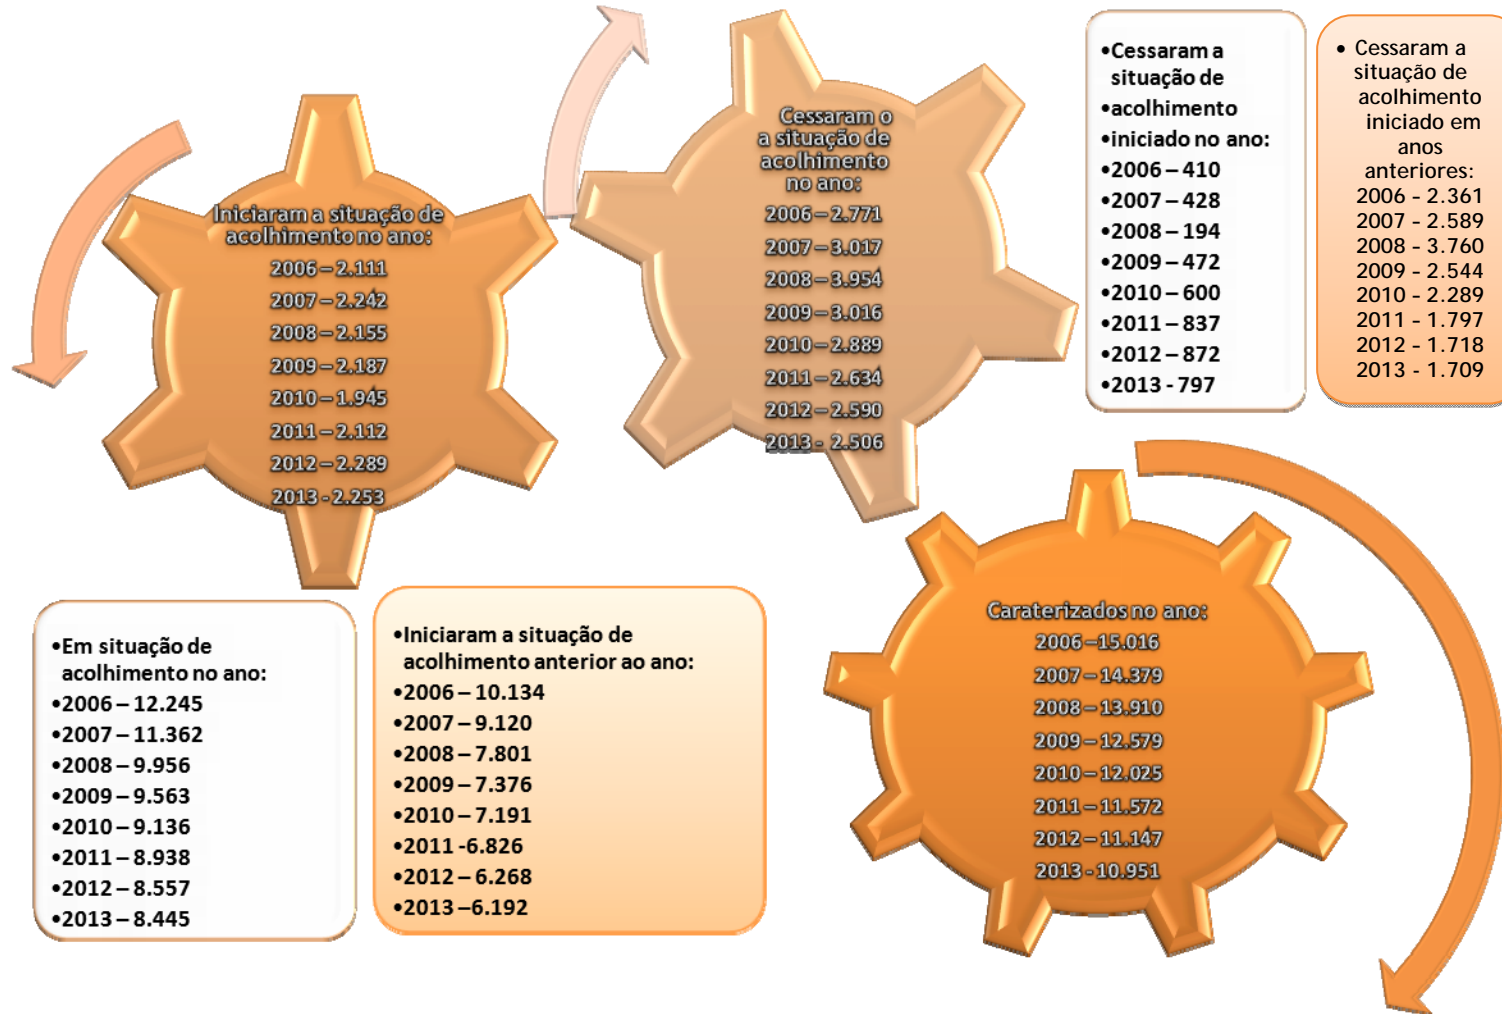 Iniciaram a situação de
acolhimento no ano:
2006 – 2.111
2007 – 2.242
2008 – 2.155
2009 – 2.187
2010 – 1.945
2011 – 2.112
2012 – 2.289
2013 - 2.253
Cessaram o
a situação de
acolhimento
no ano:
2006 – 2.771
2007 – 3.017
2008 – 3.954
2009 – 3.016
2010 – 2.889
2011 – 2.634
2012 – 2.590
2013 - 2.506
•Cessaram a
situação de
•acolhimento
•iniciado no ano:
•2006 – 410
•2007 – 428
•2008 – 194
•2009 – 472
•2010 – 600
•2011 – 837
•2012 – 872
•2013 - 797
• Cessaram a
situação de
acolhimento
iniciado em
anos
anteriores:
2006 - 2.361
2007 - 2.589
2008 - 3.760
2009 - 2.544
2010 - 2.289
2011 - 1.797
2012 - 1.718
2013 - 1.709
•Em situação de
acolhimento no ano:
•2006 – 12.245
•2007 – 11.362
•2008 – 9.956
•2009 – 9.563
•2010 – 9.136
•2011 – 8.938
•2012 – 8.557
•2013 – 8.445
•Iniciaram a situação de
acolhimento anterior ao ano:
•2006 – 10.134
•2007 – 9.120
•2008 – 7.801
•2009 – 7.376
•2010 – 7.191
•2011 -6.826
•2012 – 6.268
•2013 –6.192
Caraterizados no ano:
2006 – 15.016
2007 – 14.379
2008 – 13.910
2009 – 12.579
2010 – 12.025
2011 – 11.572
2012 – 11.147
2013 - 10.951